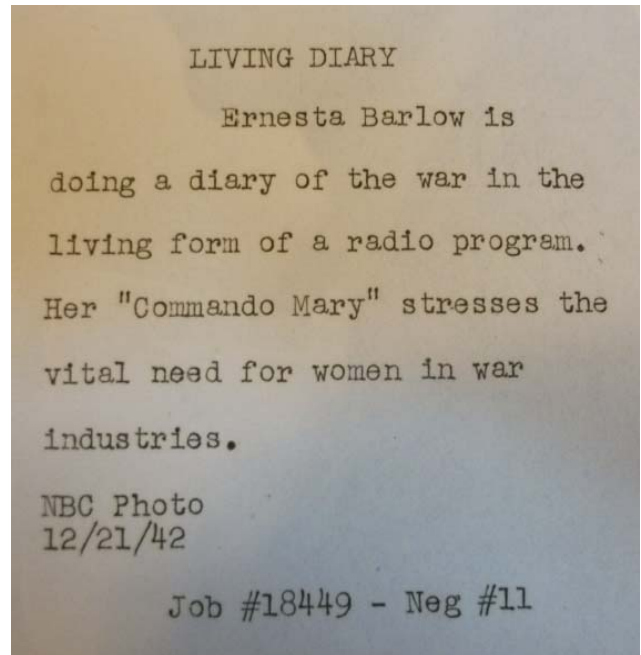 LIVING DIARY
Ernesta Barlow is
doing a diary of the war in the
living form of a radio program.
Her "Commando Mary" stresses the
vital need for women in war
industries.
NBC Photo
12/21/42
Job #18449 - Neg #11